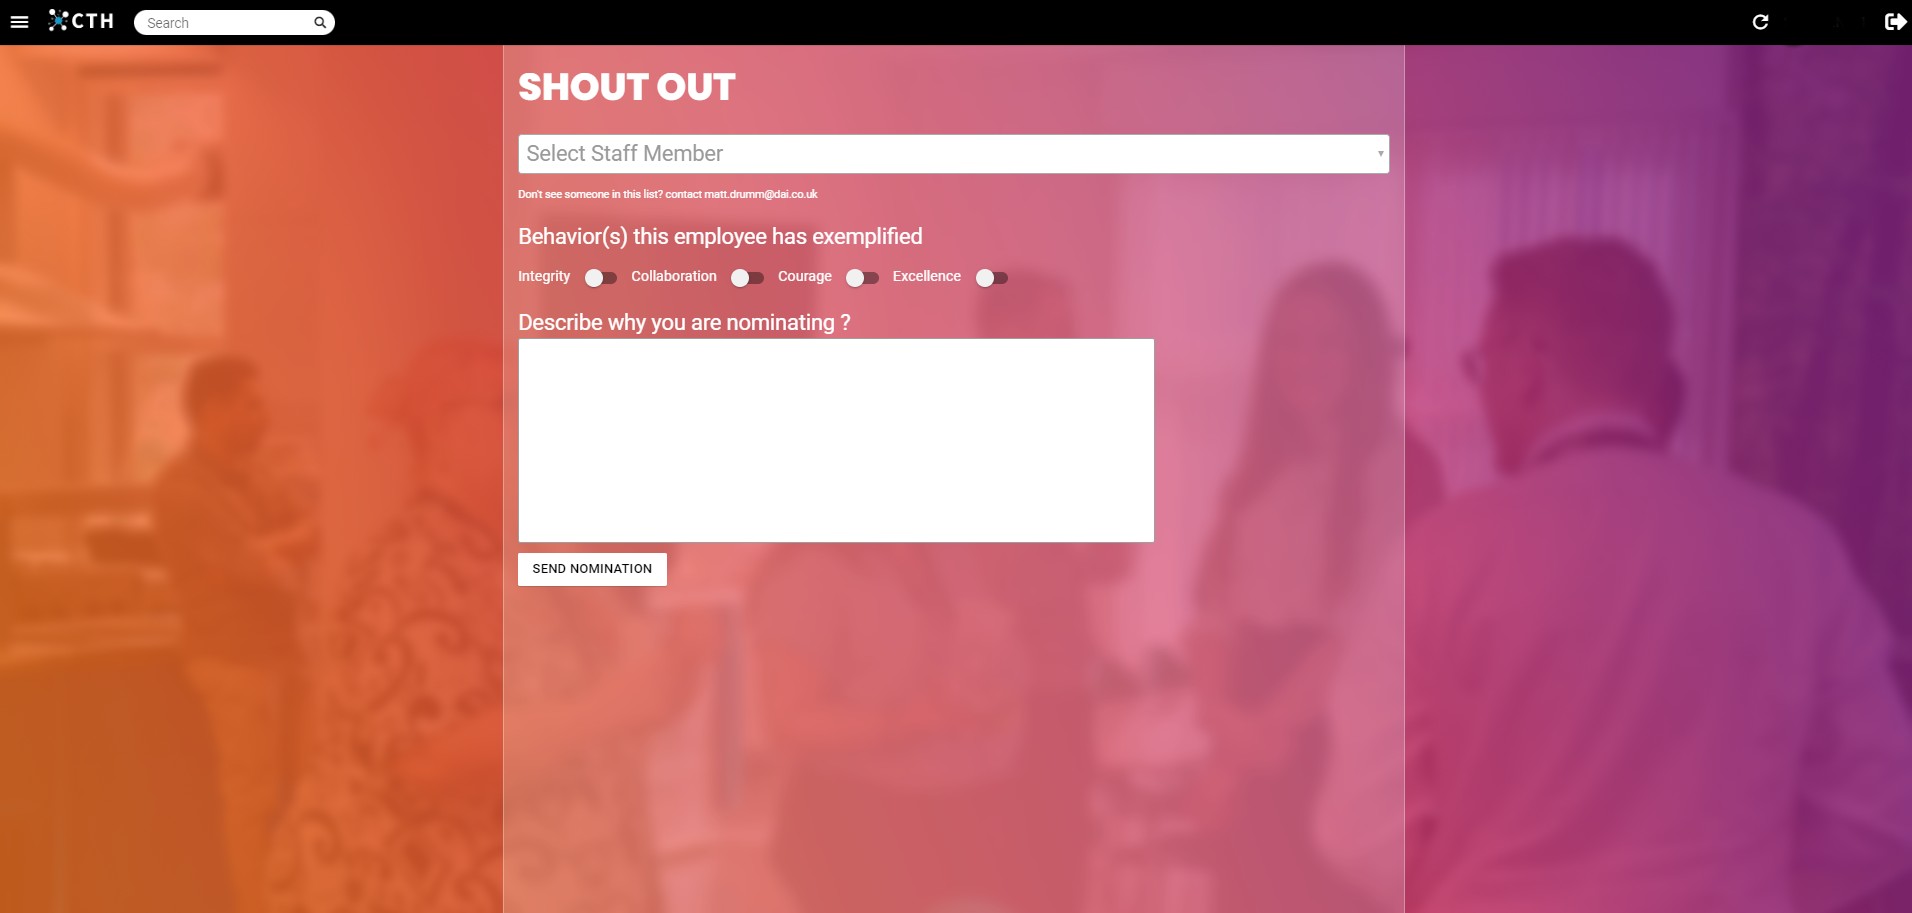 CTH
Search
SHOUT OUT
Select Staff Member
Don't see someone in this list? contact matt.drumm@dai.co.uk
Behavior(s) this employee has exemplified
Integrity Collaboration Courage Excellence
Describe why you are nominating ?
SEND NOMINATION